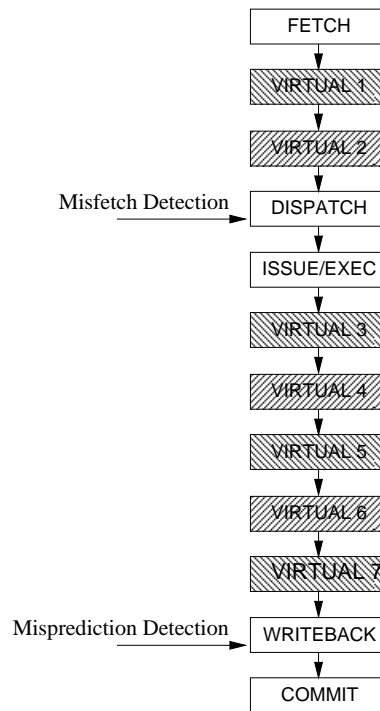 FETCH
VIRTUAL 1
VIRTUAL 2
Misfetch Detection
DISPATCH
ISSUE/EXEC
VIRTUAL 3
VIRTUAL 4
VIRTUAL 5
VIRTUAL 6
VIRTUAL 7
Misprediction Detection
WRITEBACK
COMMIT